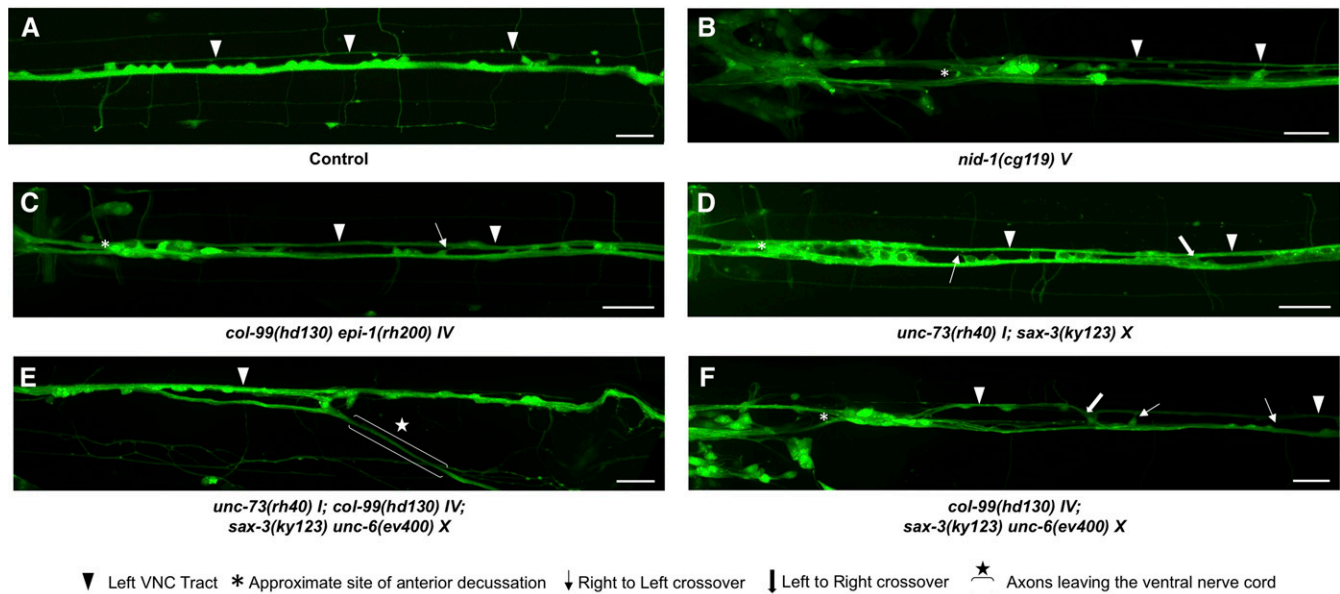 A
B
Control
nid-1(cg119) V
C
D
col-99(hd130) epi-1(rh200) IV
unc-73(rh40) I; sax-3(ky123) X
E
F
unc-73(rh40) I; col-99(hd130) IV;
sax-3(ky123) unc-6(ev400) X
col-99(hd130) IV;
sax-3(ky123) unc-6(ev400) X
Left VNC Tract * Approximate site of anterior decussation Right to Left crossover Left to Right crossover Axons leaving the ventral nerve cord